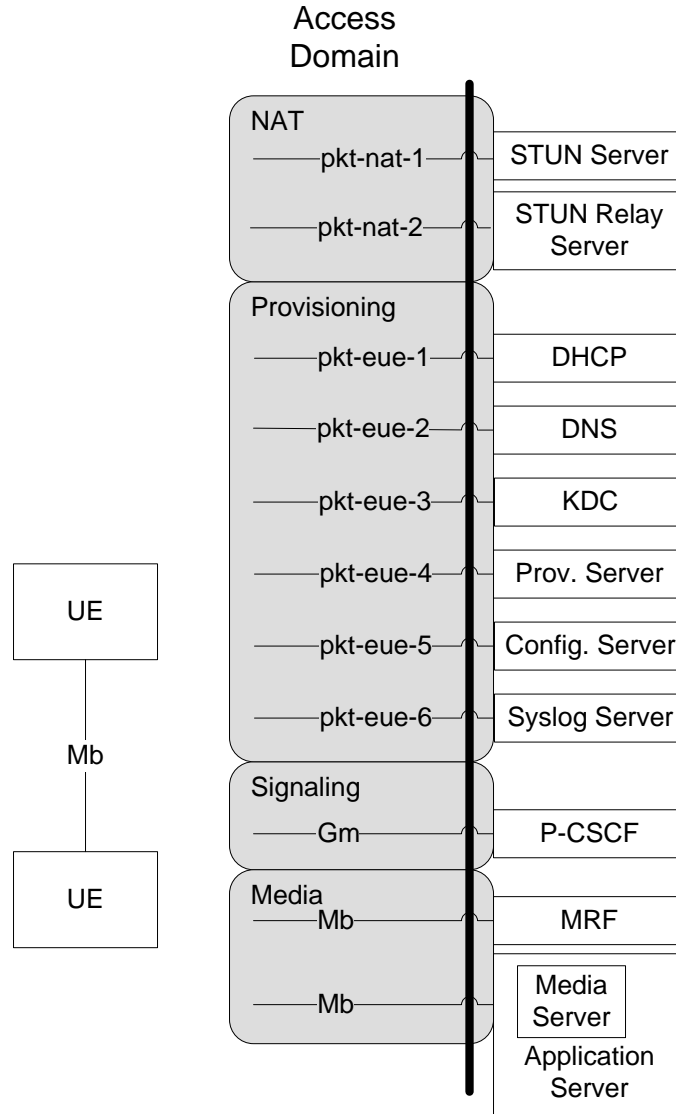 Access
Domain
NAT
pkt-nat-1
STUN Server
pkt-nat-2
STUN Relay
Server
Provisioning
pkt-eue-1
DHCP
pkt-eue-2
DNS
pkt-eue-3
KDC
pkt-eue-4
Prov. Server
pkt-eue-5
Config. Server
pkt-eue-6
Syslog Server
UE
Mb
UE
Signaling
Gm
P-CSCF
Media
Mb
MRF
Mb
Media
Server
Application
Server